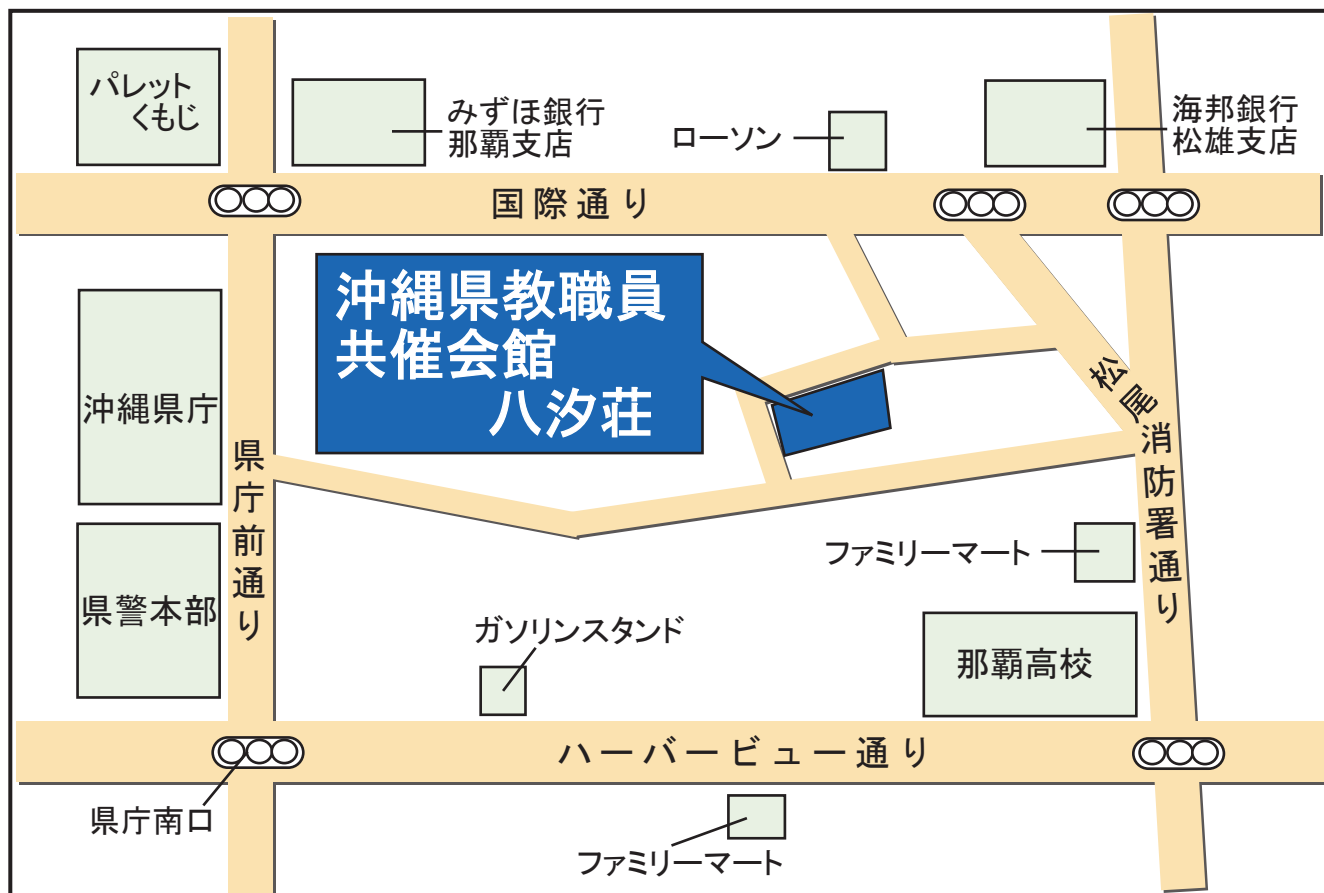 パレット
くもじ
みずほ銀行
那覇支店
ローソン
海邦銀行
松雄支店
国際通り
沖縄県教職員
共催会館
八汐荘
沖縄県庁
県庁前通り
松尾消防署通り
県警本部
ファミリーマート
ガソリンスタンド
那覇高校
ハーバービュー通り
県庁南口
ファミリーマート